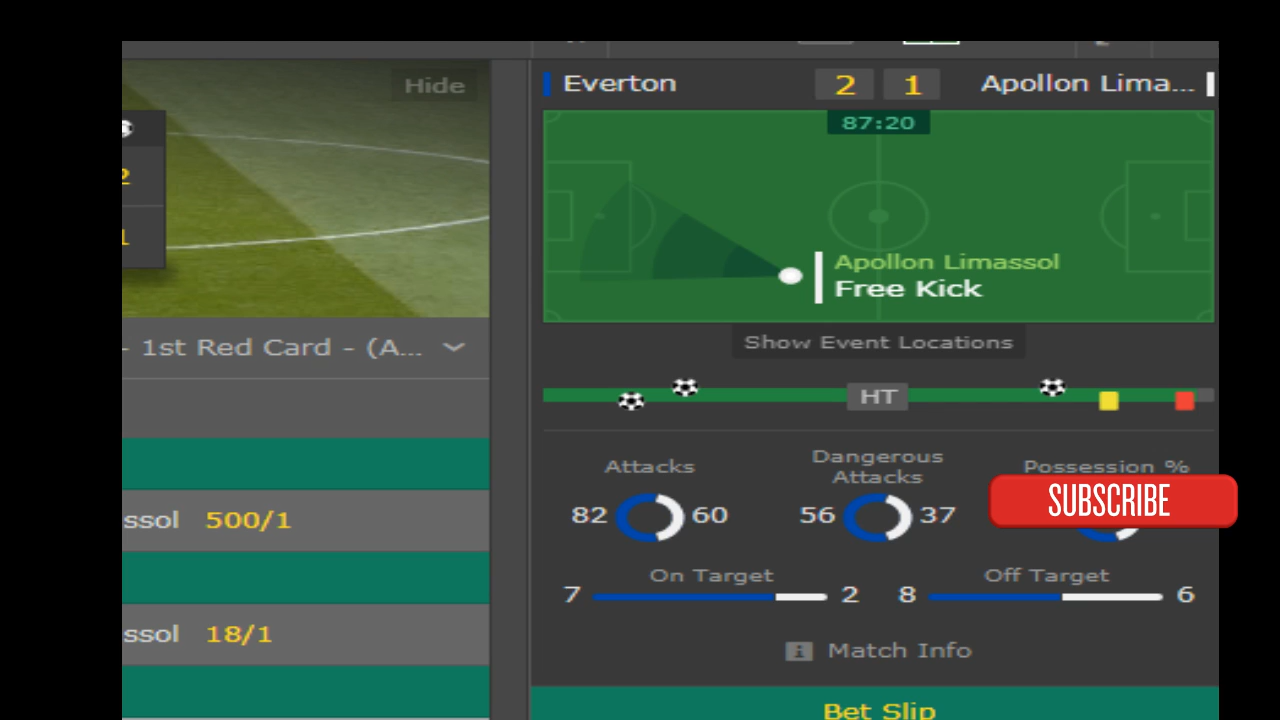 Hide
Everton 2 1 Apollon Lima...
87:20
2
1
Apollon Limassol
Free Kick
- 1st Red Card - (A...
Show Event Locations
HT
Attacks
Dangerous
Attacks
Possession %
82 60
56 37
SUBSCRIBE
ssol 500/1
On Target
Off Target
7 2
8 6
ssol 18/1
Match Info
Bet Slip